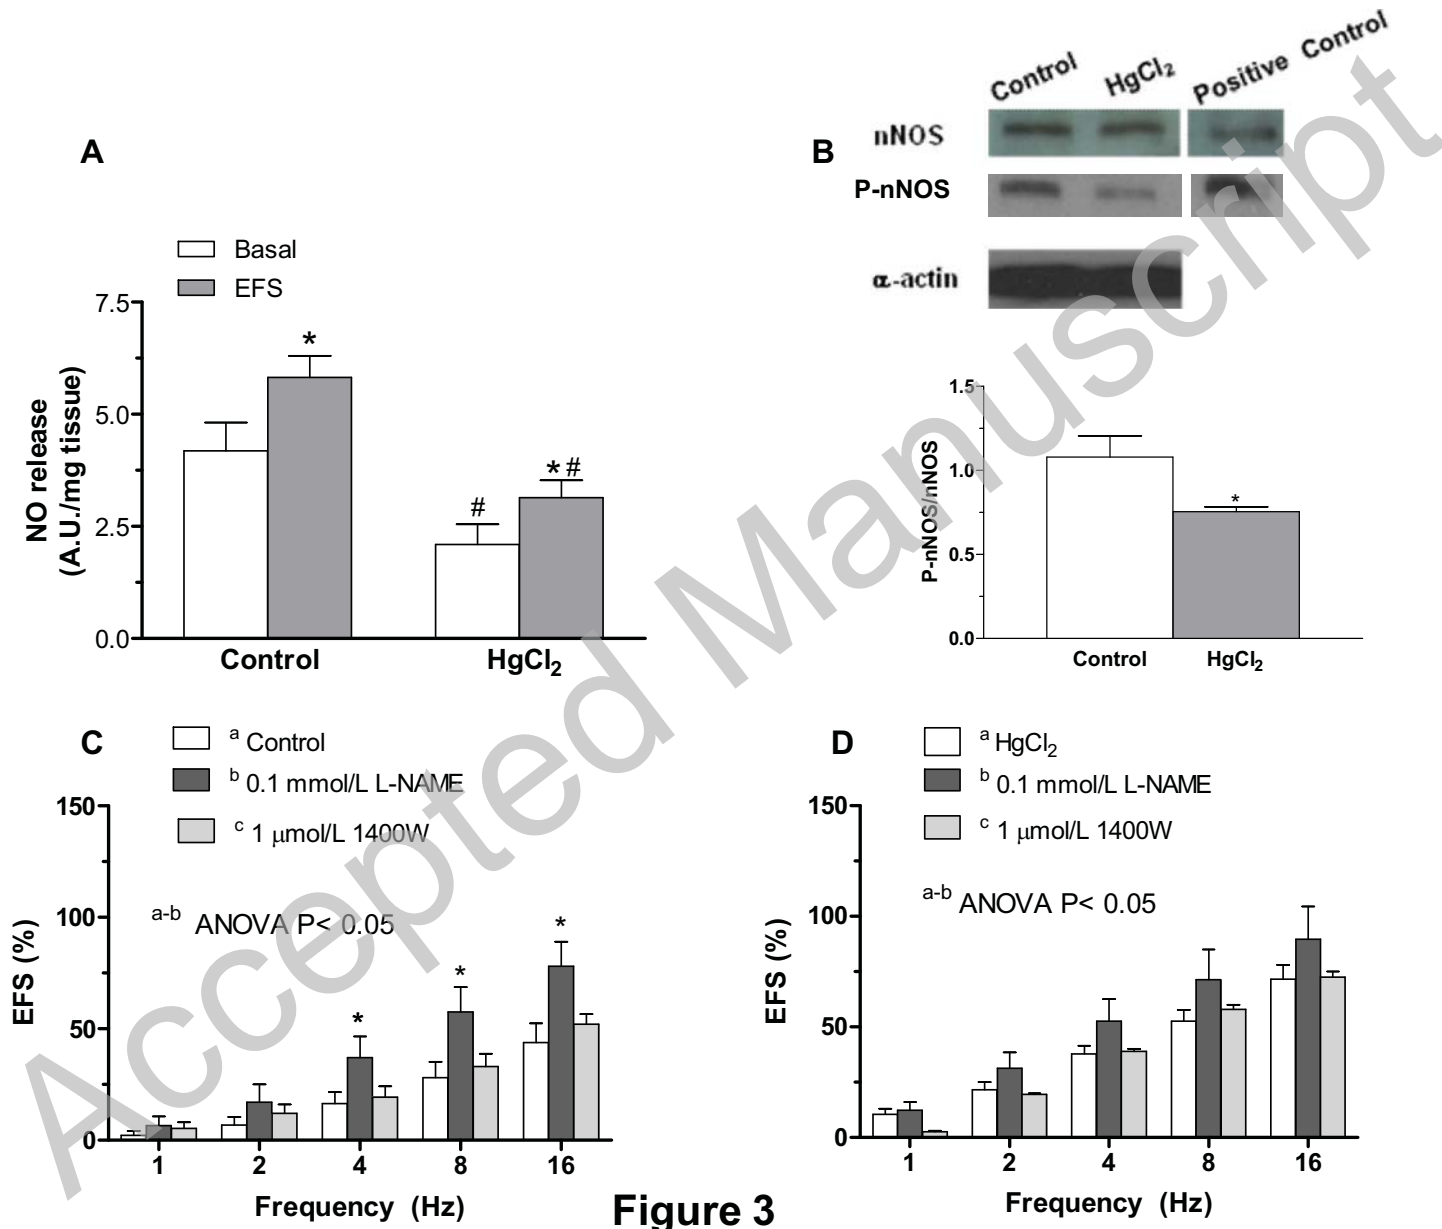 A
Basal
EFS
7.5
5.0
2.5
0.0
NO release
(A.U./mg tissue)
*
#
*#
Control
HgCl₂
B
Control
HgCl₂
Positive Control
nNOS
P-nNOS
α-actin
1.5
1.0
0.5
0.0
P-nNOS/nNOS
*
Control
HgCl₂
C
ᵃ Control
ᵇ 0.1 mmol/L L-NAME
ᶜ 1 μmol/L 1400W
ᵃ⁻ᵇ ANOVA P< 0.05
150
100
50
0
EFS (%)
*
*
*
1 2 4 8 16
Frequency (Hz)
D
ᵃ HgCl₂
ᵇ 0.1 mmol/L L-NAME
ᶜ 1 μmol/L 1400W
ᵃ⁻ᵇ ANOVA P< 0.05
150
100
50
0
EFS (%)
1 2 4 8 16
Frequency (Hz)
Figure 3
Accepted Manuscript